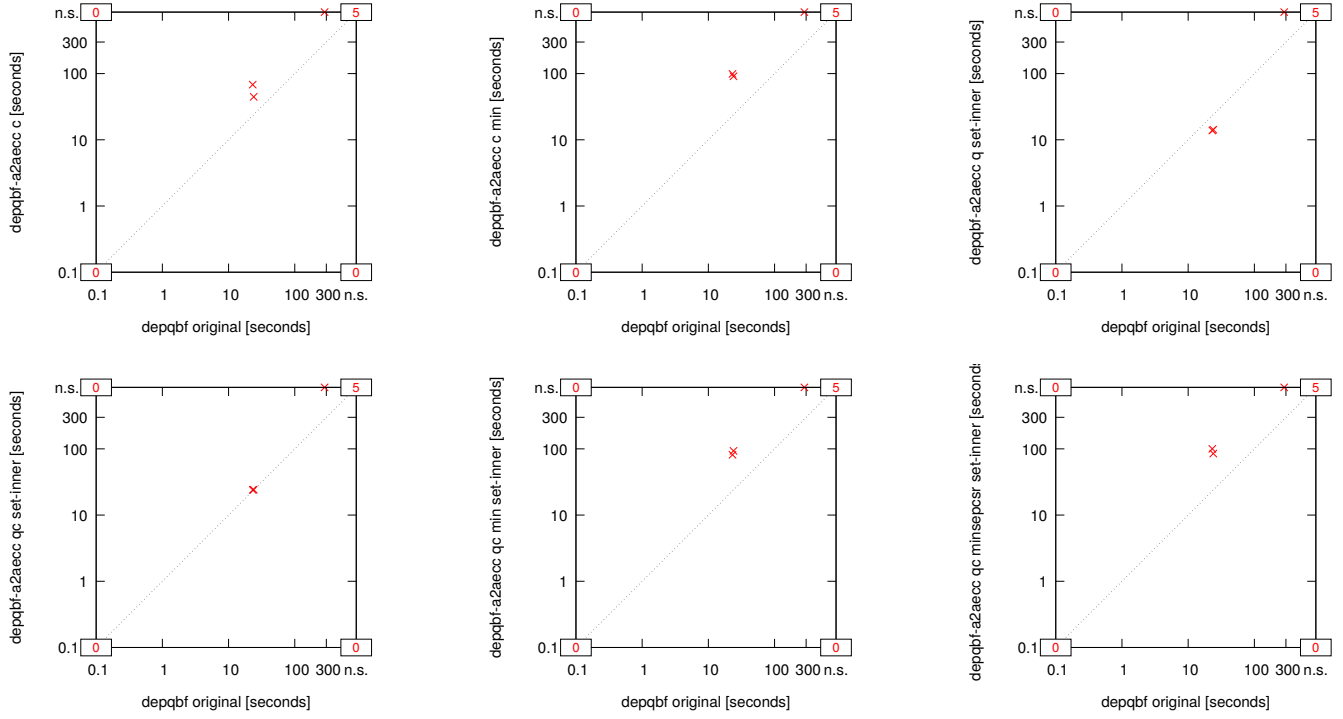 depqbf-a2aecc c [seconds]
n.s.
300
100
10
1
0.1
0
5
0
0
0.1 1 10 100 300 n.s.
depqbf original [seconds]
depqbf-a2aecc c min [seconds]
n.s.
300
100
10
1
0.1
0
5
0
0
0.1 1 10 100 300 n.s.
depqbf original [seconds]
depqbf-a2aecc q set-inner [seconds]
n.s.
300
100
10
1
0.1
0
5
0
0
0.1 1 10 100 300 n.s.
depqbf original [seconds]
depqbf-a2aecc qc set-inner [seconds]
n.s.
300
100
10
1
0.1
0
5
0
0
0.1 1 10 100 300 n.s.
depqbf original [seconds]
depqbf-a2aecc qc min set-inner [seconds]
n.s.
300
100
10
1
0.1
0
5
0
0
0.1 1 10 100 300 n.s.
depqbf original [seconds]
depqbf-a2aecc qc minsepcsr set-inner [second
n.s.
300
100
10
1
0.1
0
5
0
0
0.1 1 10 100 300 n.s.
depqbf original [seconds]